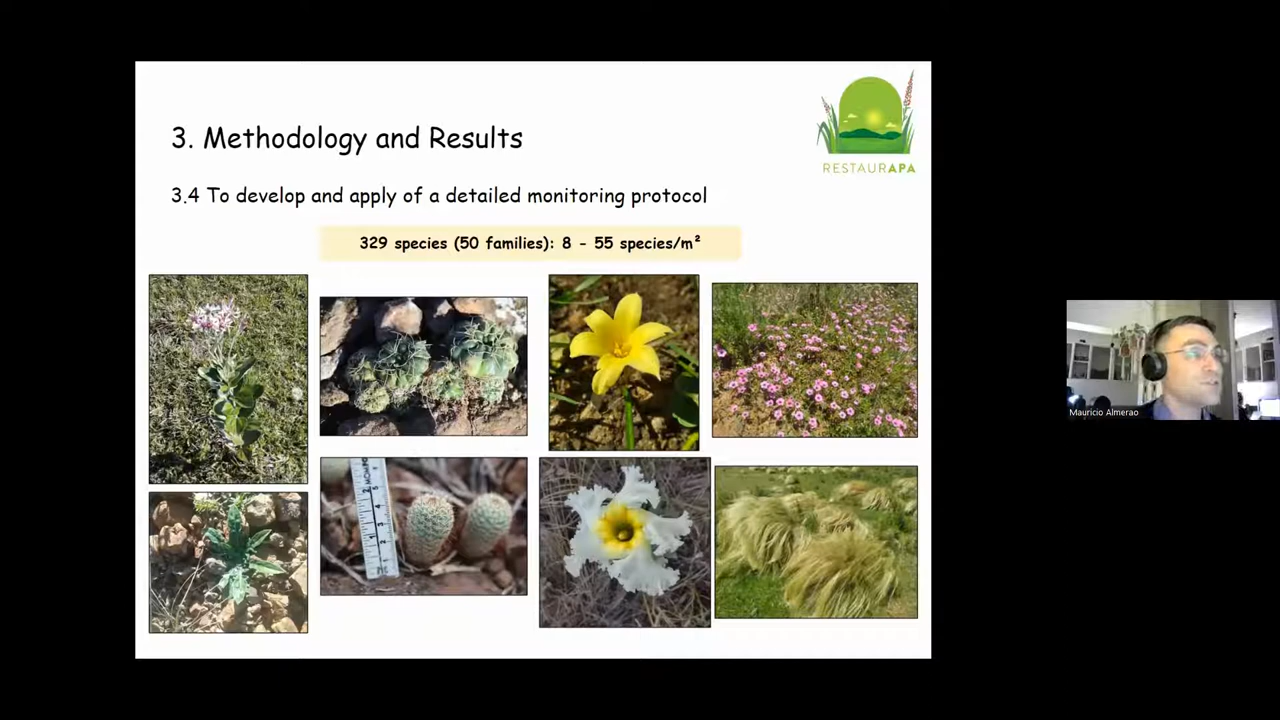 3. Methodology and Results
RESTAURAPA
3.4 To develop and apply of a detailed monitoring protocol
329 species (50 families): 8 - 55 species/m²
Mauricio Almerao